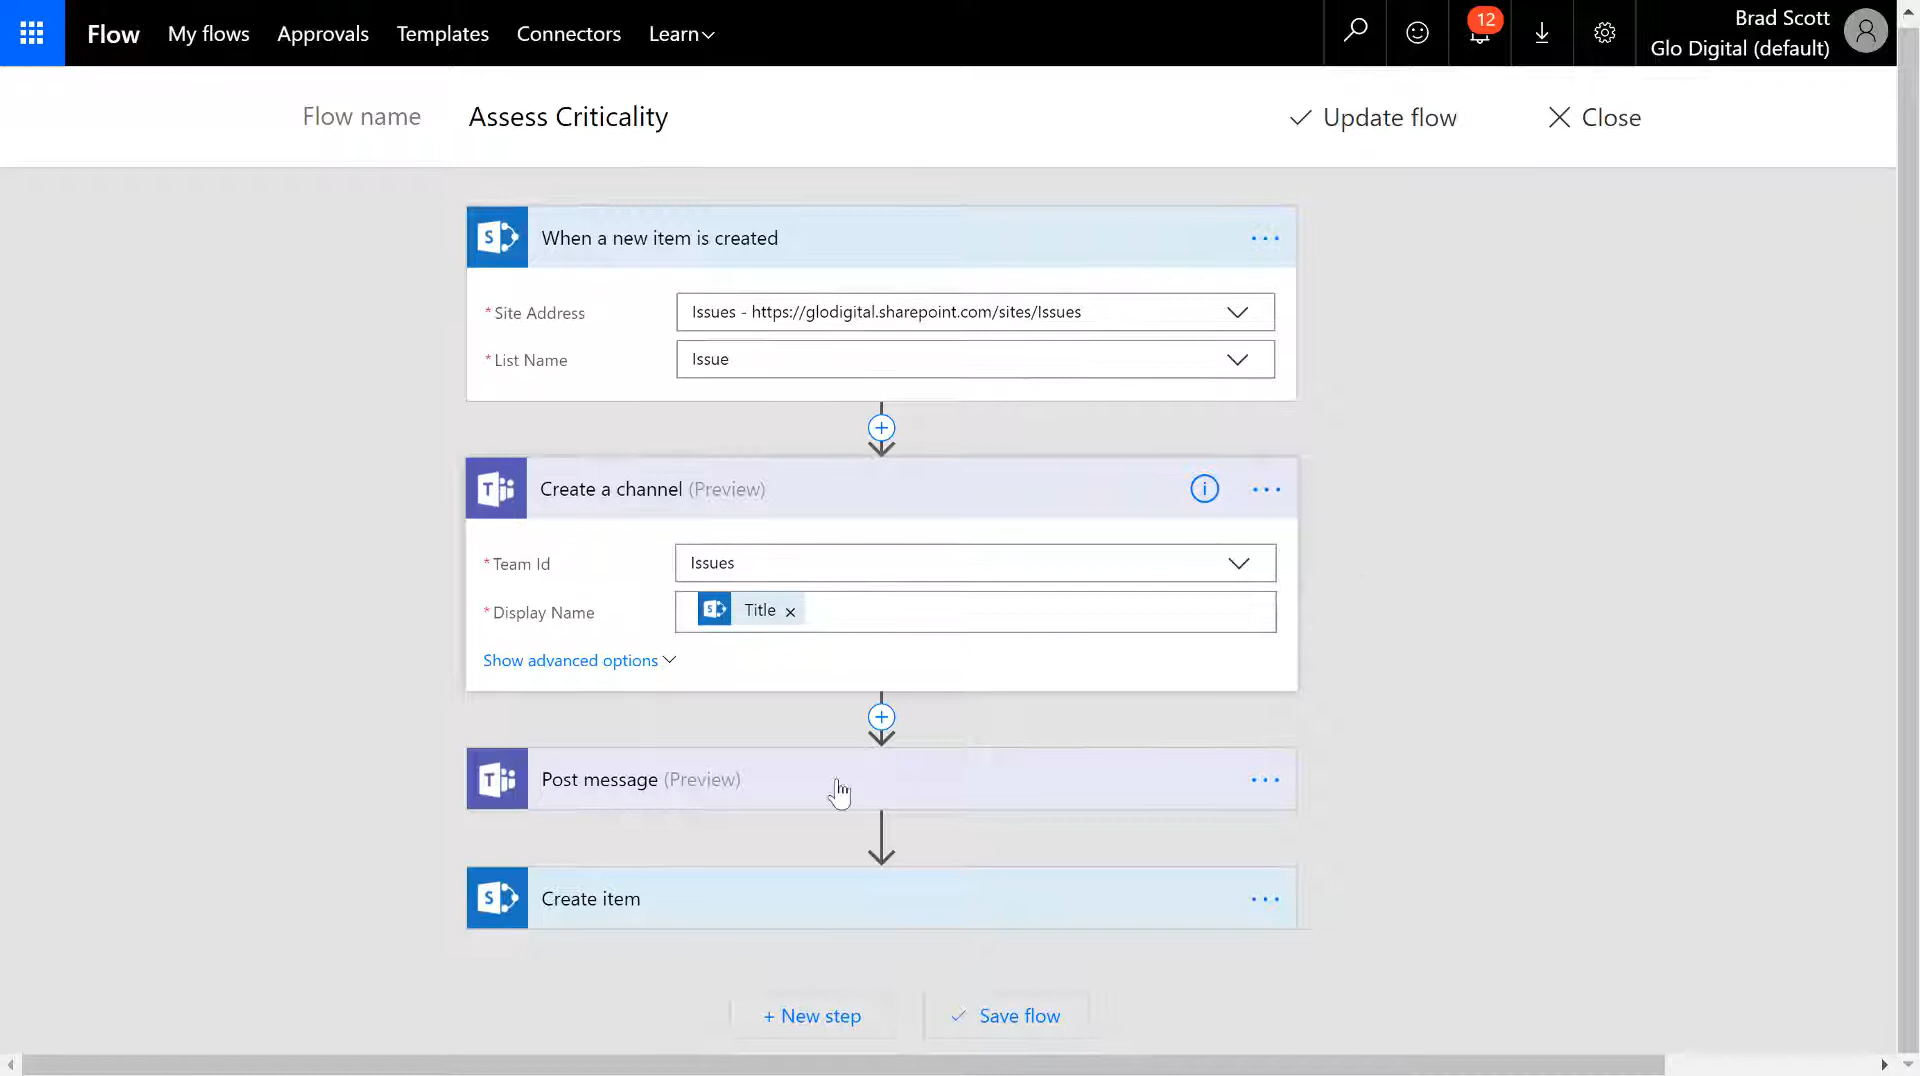 Flow
My flows
Approvals
Templates
Connectors
Learn
12
Brad Scott
Glo Digital (default)
Flow name
Assess Criticality
Update flow
Close
When a new item is created
* Site Address
Issues - https://glodigital.sharepoint.com/sites/Issues
* List Name
Issue
Create a channel (Preview)
* Team Id
Issues
* Display Name
Title
Show advanced options
Post message (Preview)
Create item
+ New step
Save flow